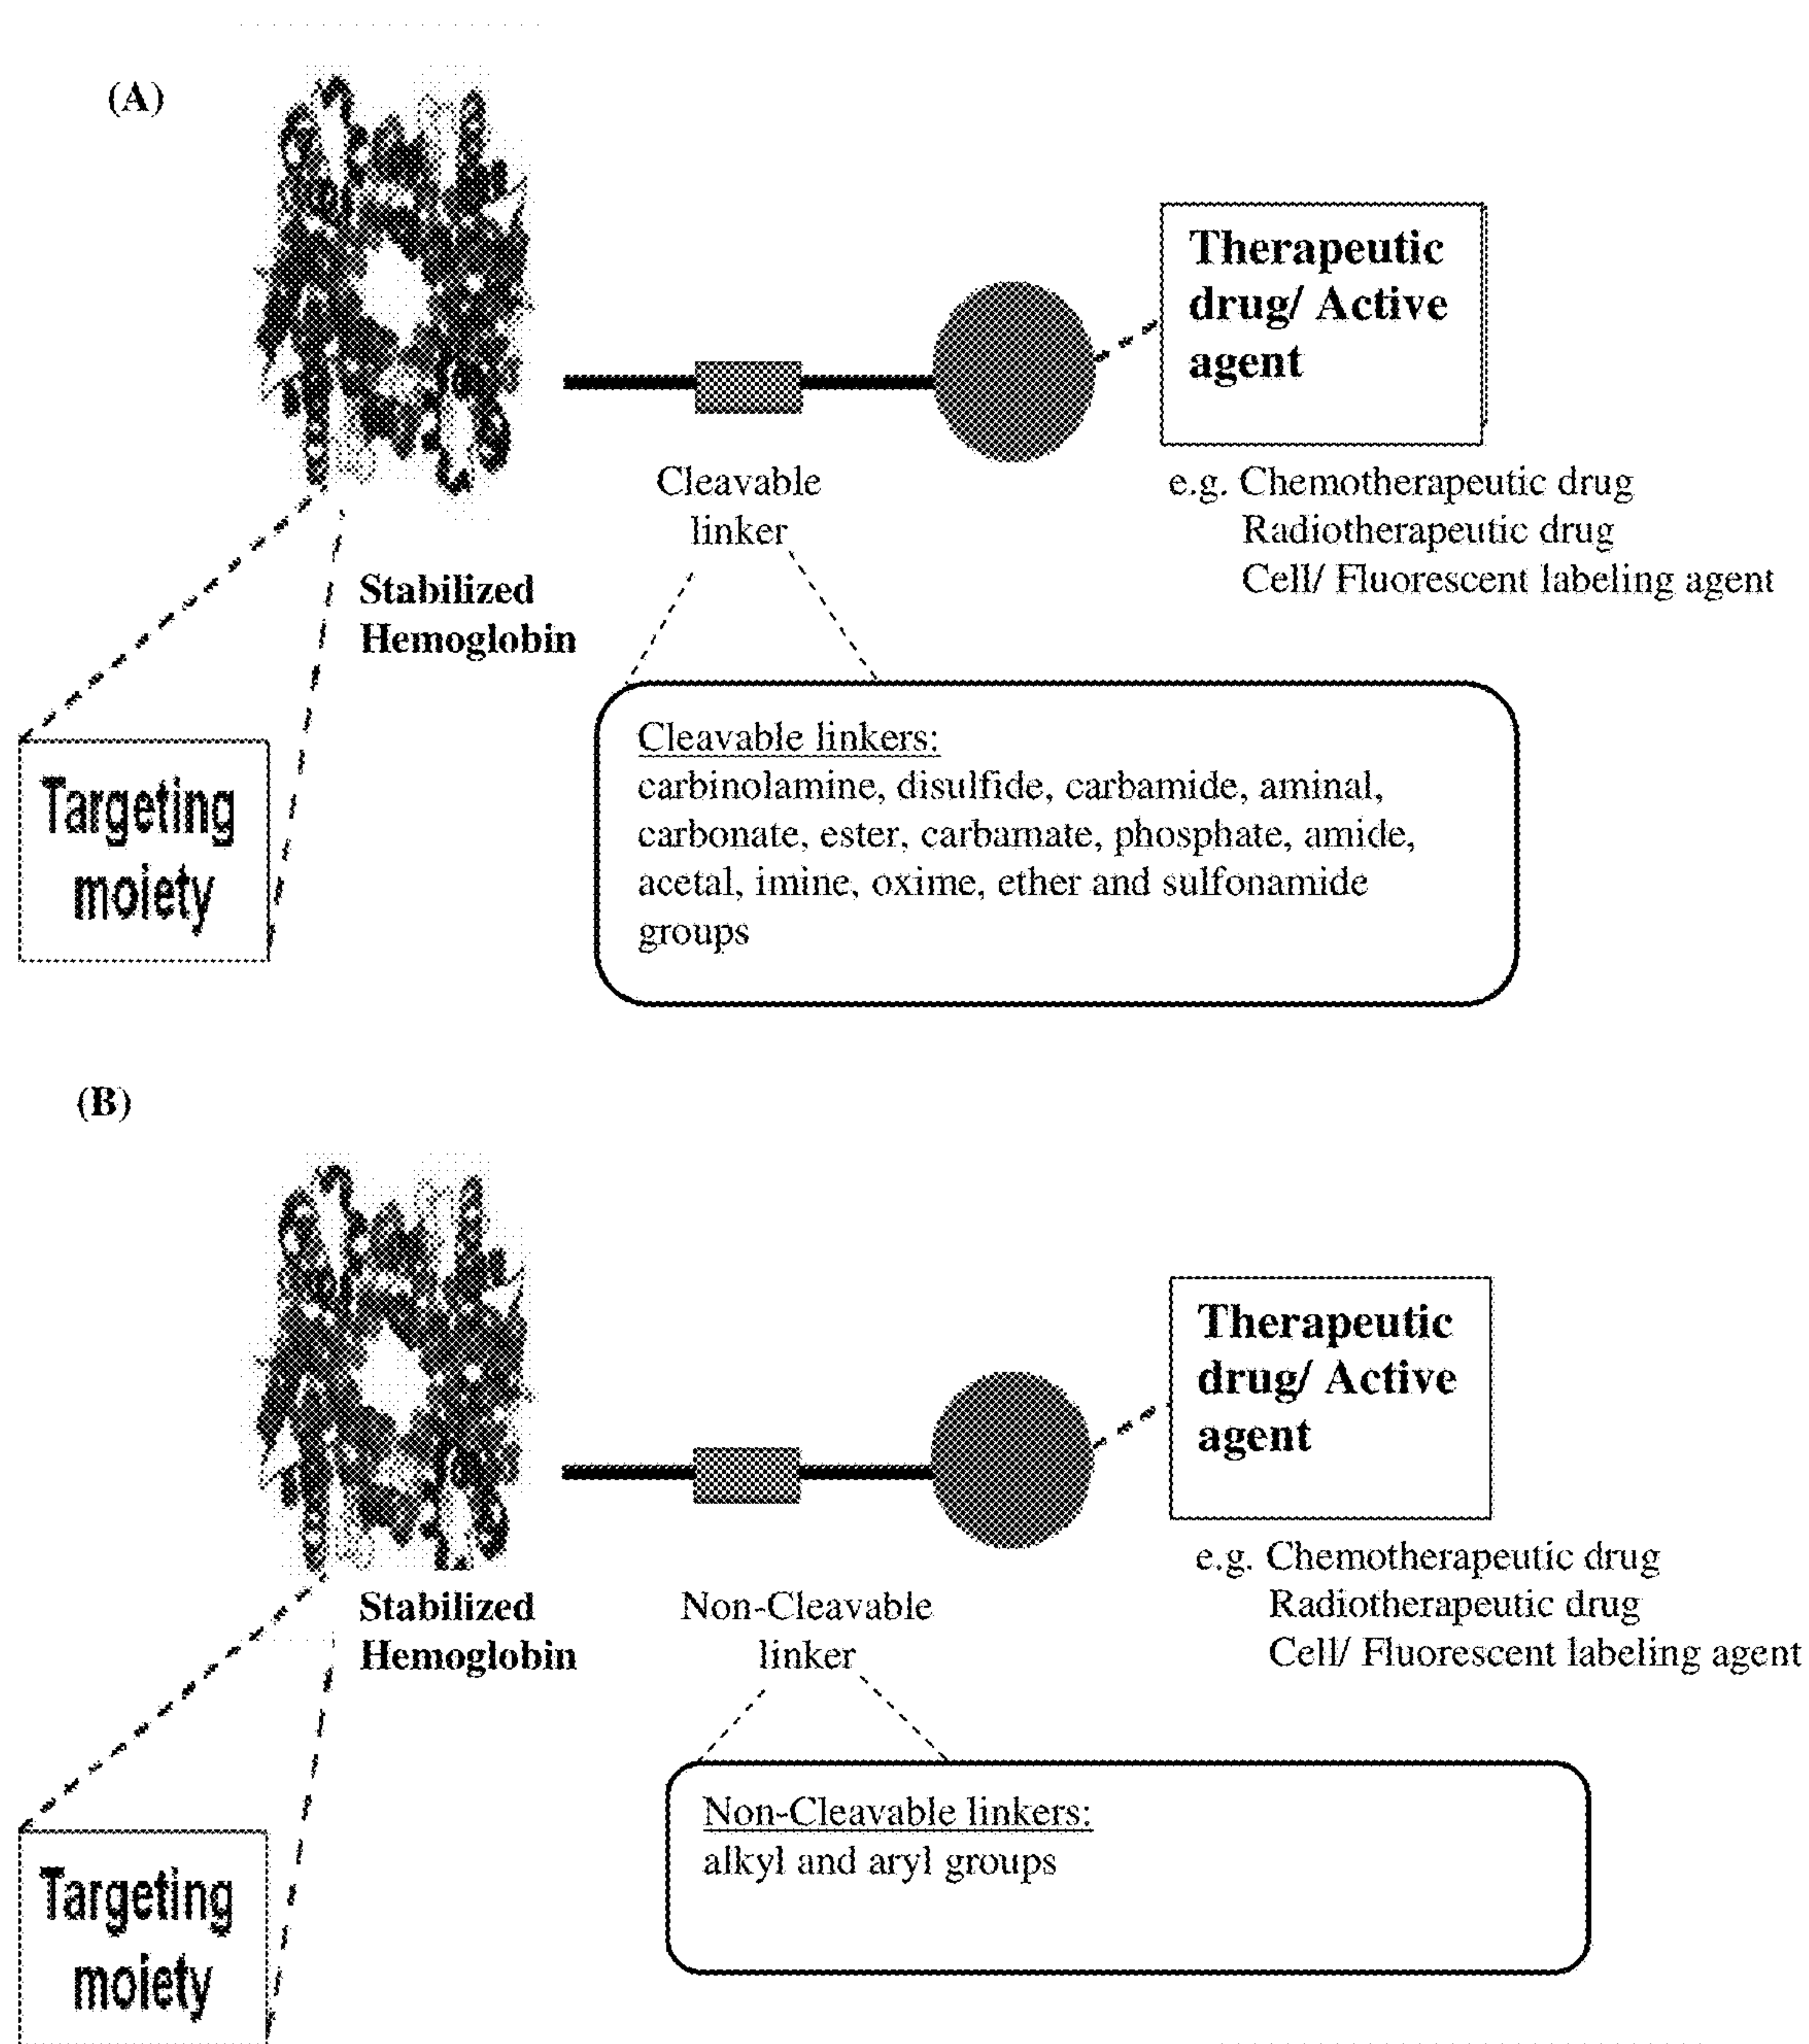 (A)
Therapeutic
drug/ Active
agent
Cleavable
linker
e.g. Chemotherapeutic drug
Radiotherapeutic drug
Cell/ Fluorescent labeling agent
Stabilized
Hemoglobin
Targeting
moiety
Cleavable linkers:
carbinolamine, disulfide, carbamide, aminal,
carbonate, ester, carbamate, phosphate, amide,
acetal, imine, oxime, ether and sulfonamide
groups
(B)
Therapeutic
drug/ Active
agent
e.g. Chemotherapeutic drug
Radiotherapeutic drug
Cell/ Fluorescent labeling agent
Stabilized
Hemoglobin
Non-Cleavable
linker
Targeting
moiety
Non-Cleavable linkers:
alkyl and aryl groups